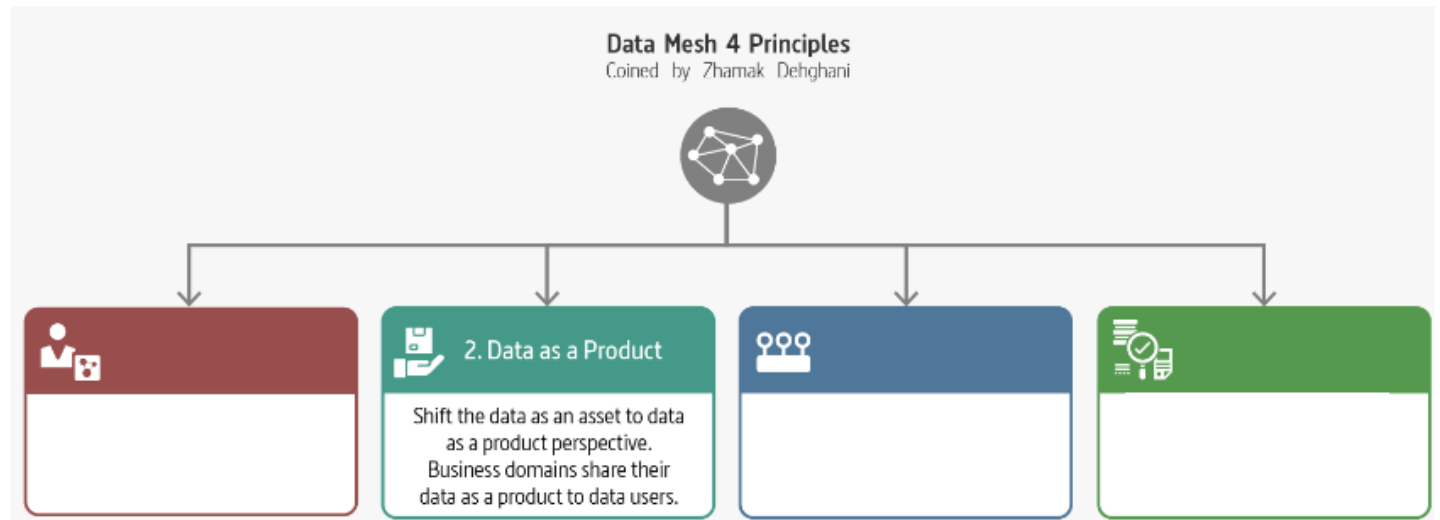 Data Mesh 4 Principles
Coined by Zhamak Dehghani
2. Data as a Product
Shift the data as an asset to data
as a product perspective.
Business domains share their
data as a product to data users.